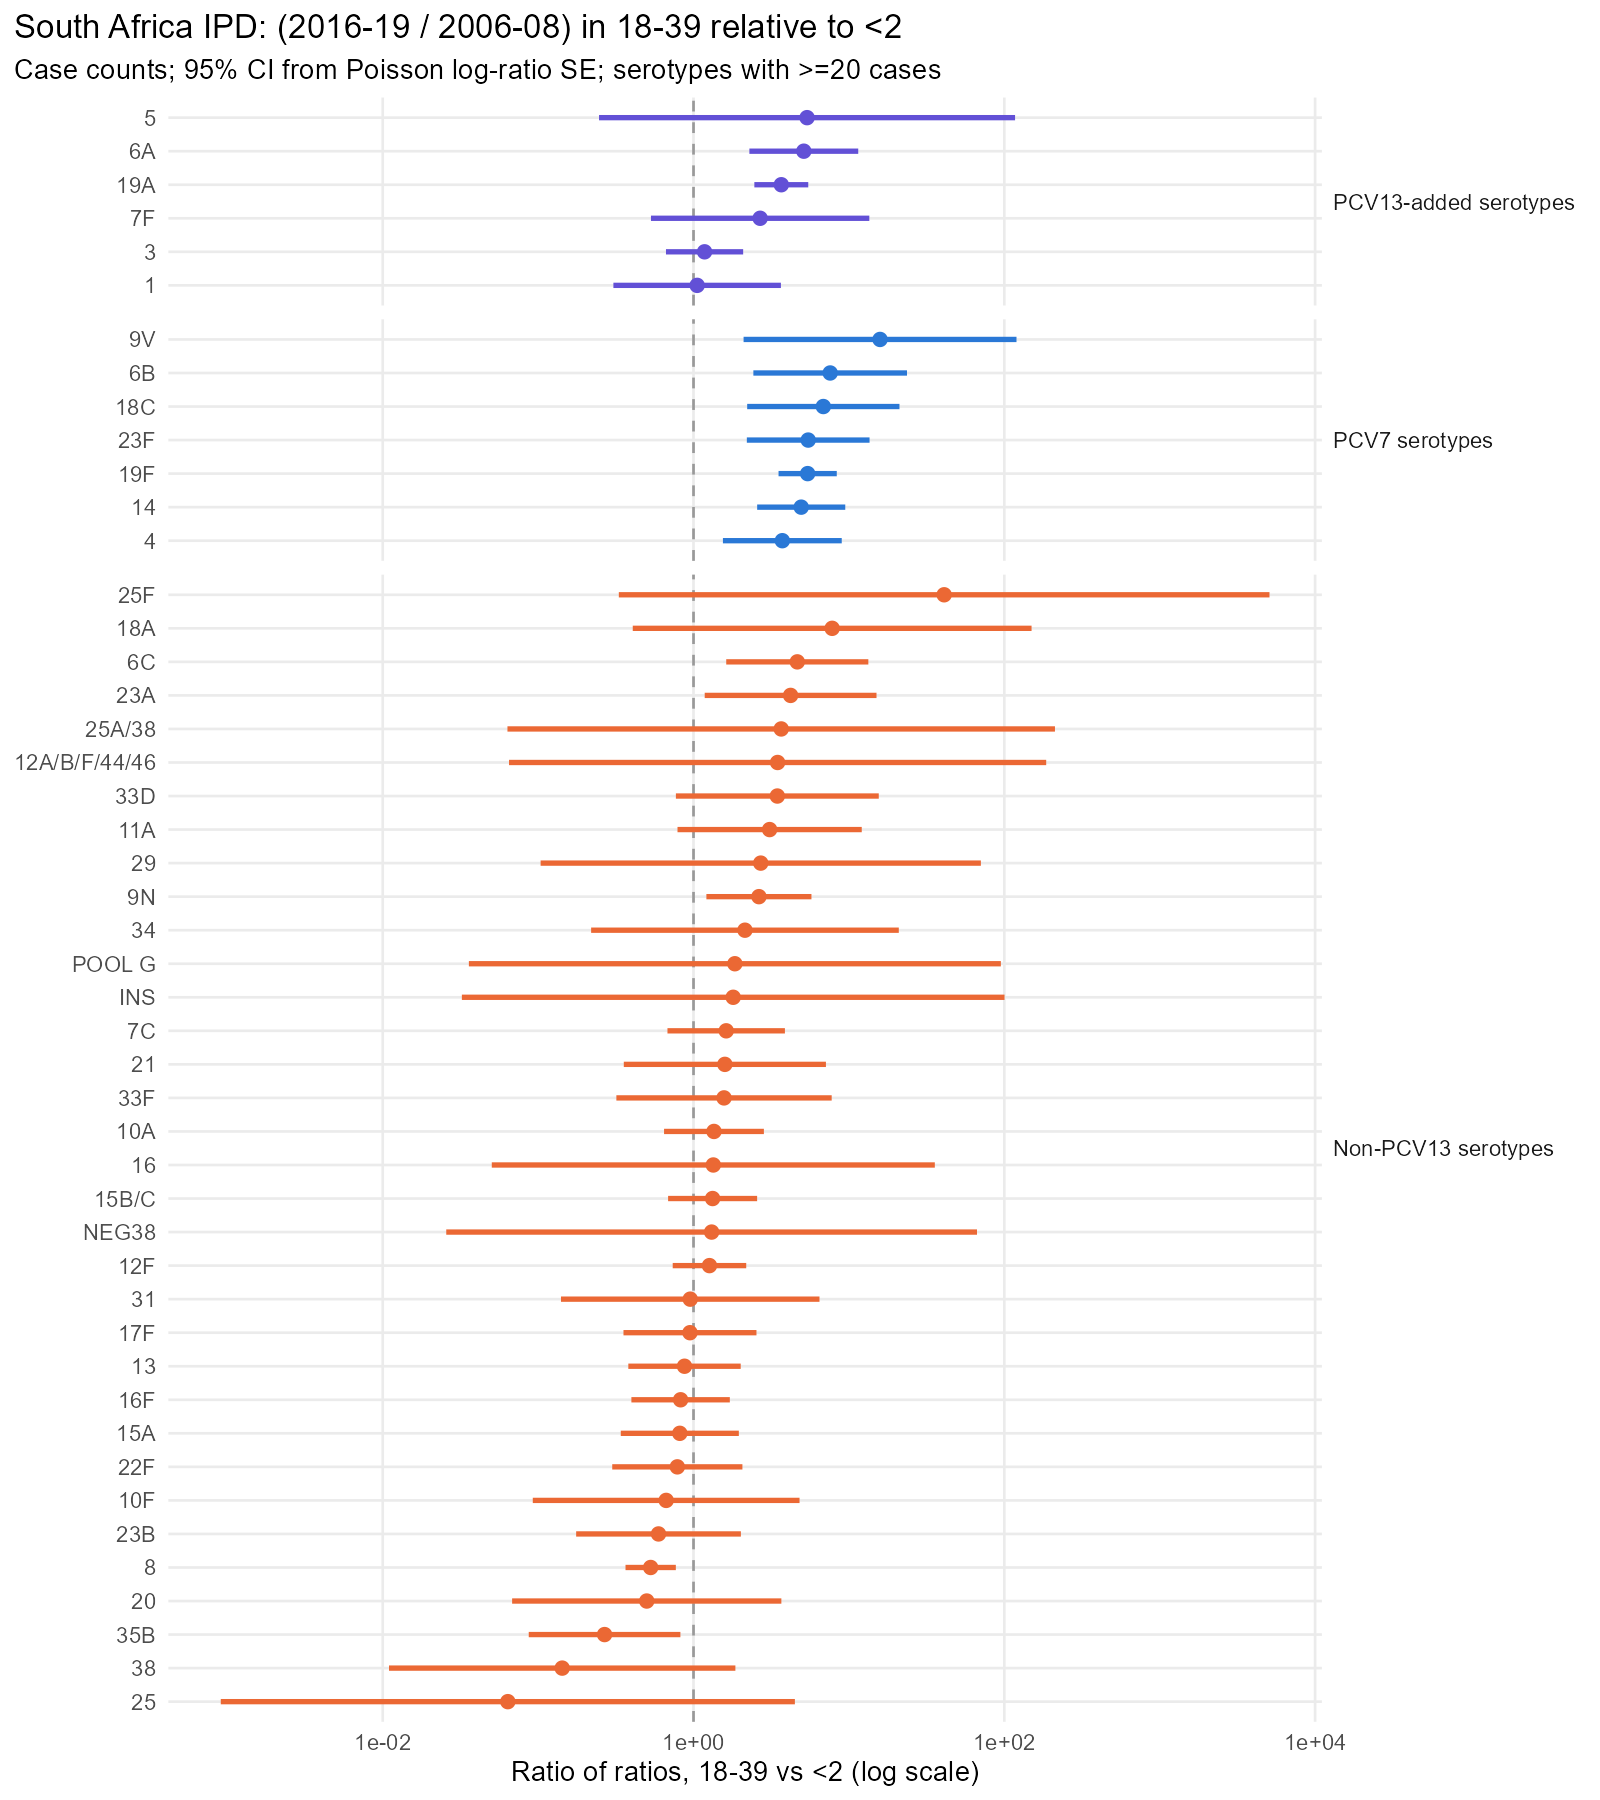 South Africa IPD: (2016-19 / 2006-08) in 18-39 relative to <2
Case counts; 95% CI from Poisson log-ratio SE; serotypes with >=20 cases
5
6A
19A
7F
3
1
PCV13-added serotypes
9V
6B
18C
23F
19F
14
4
PCV7 serotypes
25F
18A
6C
23A
25A/38
12A/B/F/44/46
33D
11A
29
9N
34
POOL G
INS
7C
21
33F
10A
16
15B/C
NEG38
12F
31
17F
13
16F
15A
22F
10F
23B
8
20
35B
38
25
Non-PCV13 serotypes
1e-02 1e+00 1e+02 1e+04
Ratio of ratios, 18-39 vs <2 (log scale)